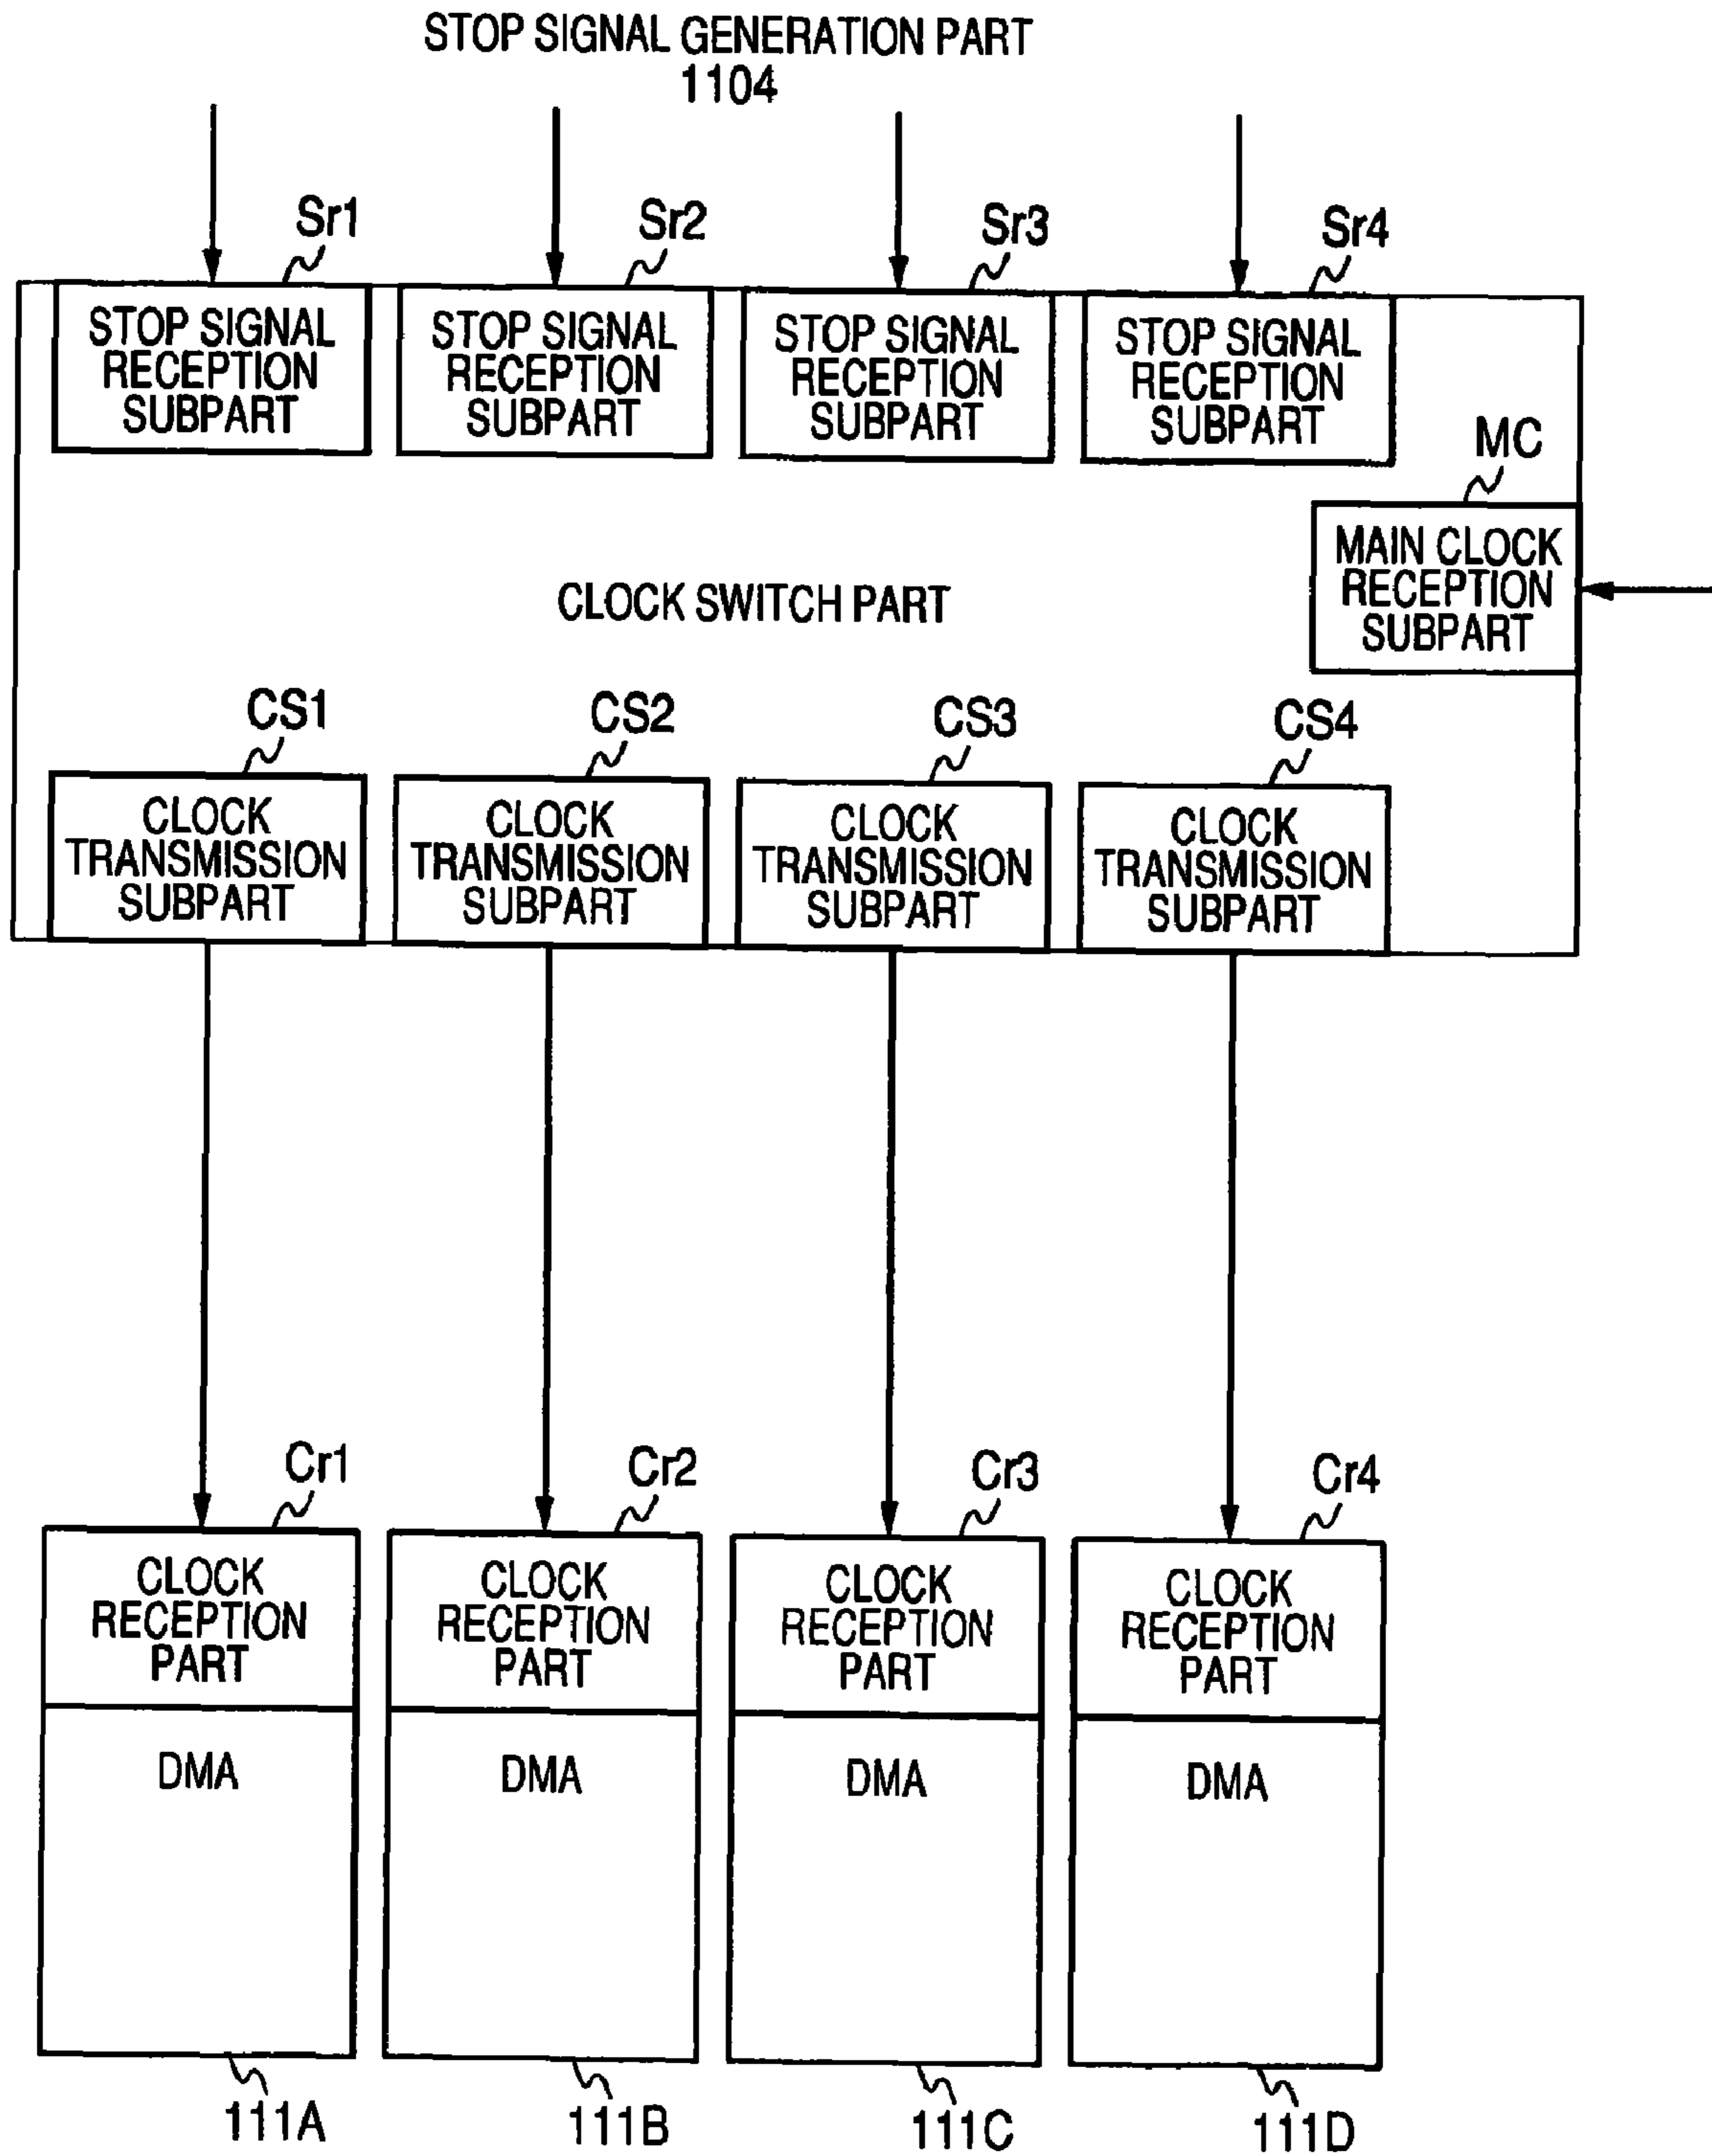 STOP SIGNAL GENERATION PART
1104
Sr1
Sr2
Sr3
Sr4
STOP SIGNAL
RECEPTION
SUBPART
STOP SIGNAL
RECEPTION
SUBPART
STOP SIGNAL
RECEPTION
SUBPART
STOP SIGNAL
RECEPTION
SUBPART
MC
MAIN CLOCK
RECEPTION
SUBPART
CLOCK SWITCH PART
CS1
CS2
CS3
CS4
CLOCK
TRANSMISSION
SUBPART
CLOCK
TRANSMISSION
SUBPART
CLOCK
TRANSMISSION
SUBPART
CLOCK
TRANSMISSION
SUBPART
Cr1
Cr2
Cr3
Cr4
CLOCK
RECEPTION
PART
CLOCK
RECEPTION
PART
CLOCK
RECEPTION
PART
CLOCK
RECEPTION
PART
DMA
DMA
DMA
DMA
111A
111B
111C
111D